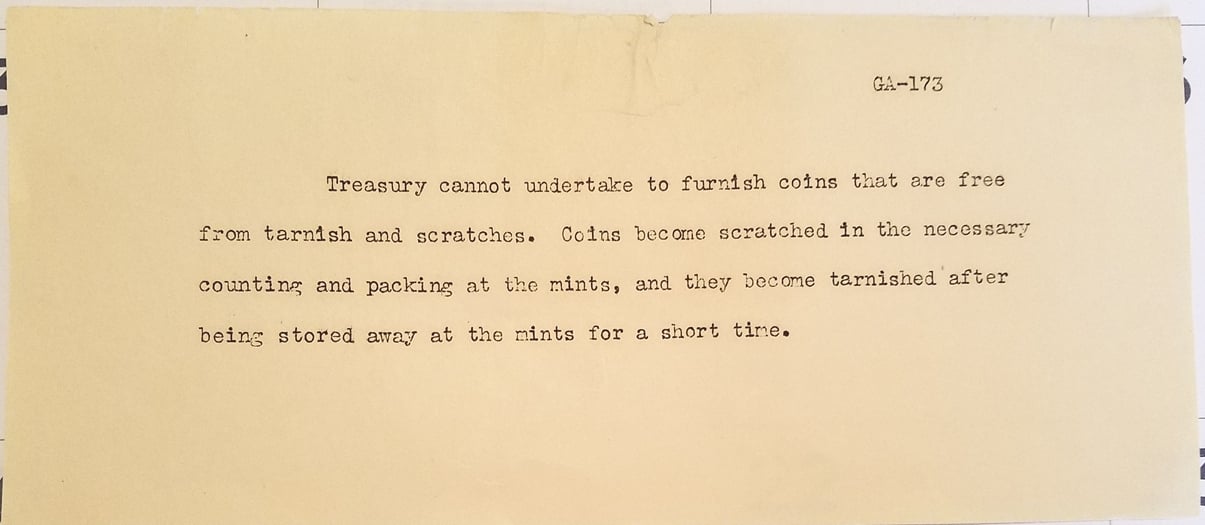 GA-173
Treasury cannot undertake to furnish coins that are free
from tarnish and scratches. Coins become scratched in the necessary
counting and packing at the mints, and they become tarnished after
being stored away at the mints for a short time.